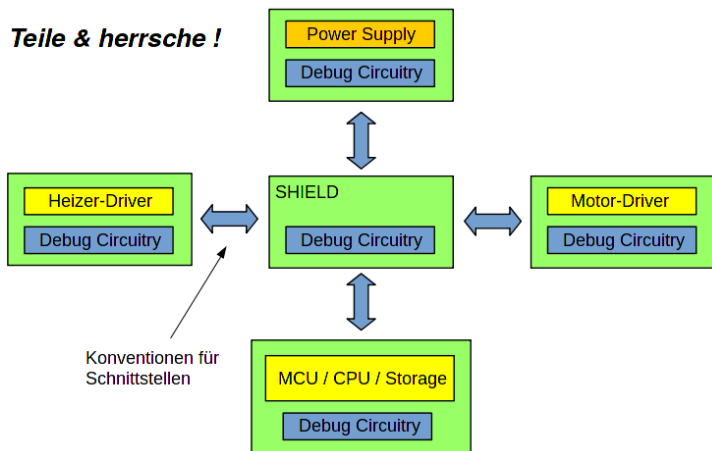 Teile & herrsche !
Power Supply
Debug Circuitry
Heizer-Driver
Debug Circuitry
SHIELD
Debug Circuitry
Motor-Driver
Debug Circuitry
Konventionen für
Schnittstellen
MCU / CPU / Storage
Debug Circuitry